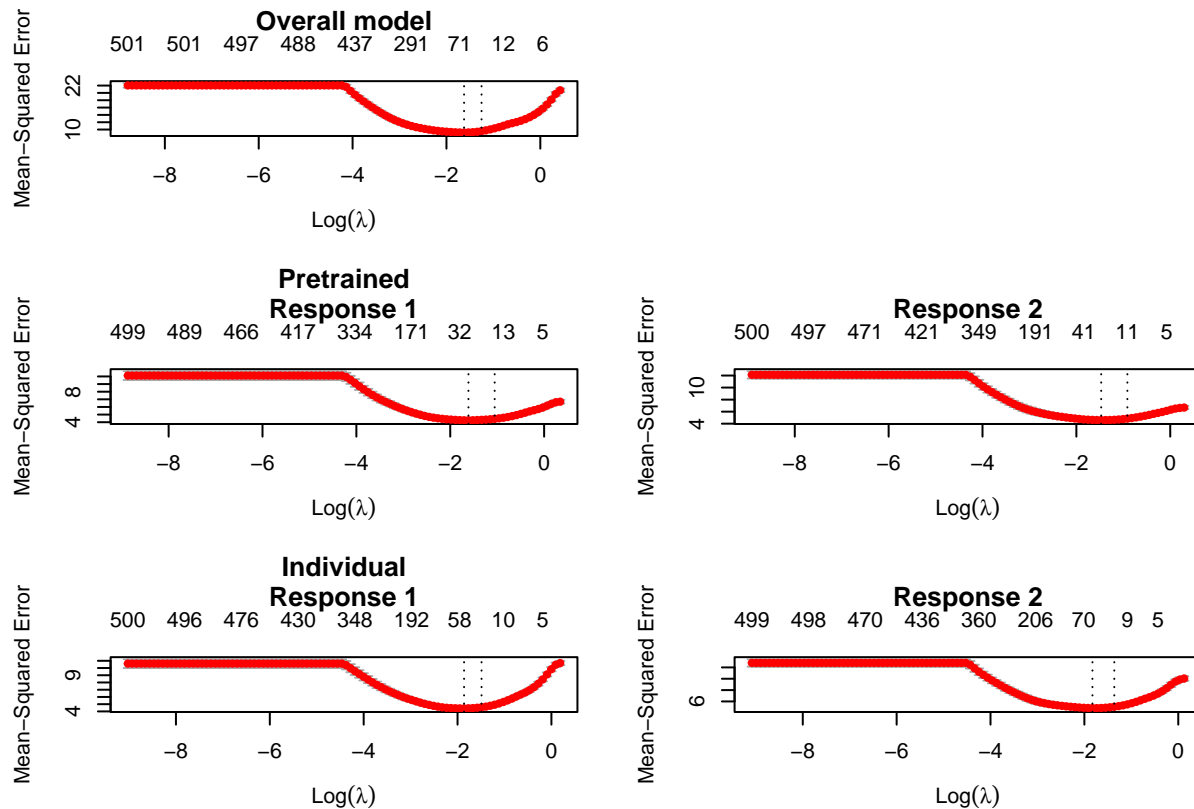 Overall model
501 501 497 488 437 291 71 12 6
Mean−Squared Error
22
10
−8 −6 −4 −2 0
Log(λ)
Pretrained
Response 1
499 489 466 417 334 171 32 13 5
Mean−Squared Error
8
4
−8 −6 −4 −2 0
Log(λ)
Response 2
500 497 471 421 349 191 41 11 5
Mean−Squared Error
10
4
−8 −6 −4 −2 0
Log(λ)
Individual
Response 1
500 496 476 430 348 192 58 10 5
Mean−Squared Error
9
4
−8 −6 −4 −2 0
Log(λ)
Response 2
499 498 470 436 360 206 70 9 5
Mean−Squared Error
6
−8 −6 −4 −2 0
Log(λ)